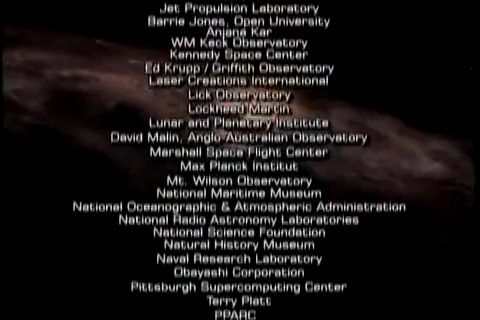 Jet Propulsion Laboratory
Barrie Jones, Open University
Anjana Kar
WM Keck Observatory
Kennedy Space Center
Ed Krupp / Griffith Observatory
Laser Creations International
Lick Observatory
Lockheed Martin
Lunar and Planetary Institute
David Malin, Anglo-Australian Observatory
Marshall Space Flight Center
Max Planck Institut
Mt. Wilson Observatory
National Maritime Museum
National Oceanographic & Atmospheric Administration
National Radio Astronomy Laboratories
National Science Foundation
Natural History Museum
Naval Research Laboratory
Obayashi Corporation
Pittsburgh Supercomputing Center
Terry Platt
PPARC